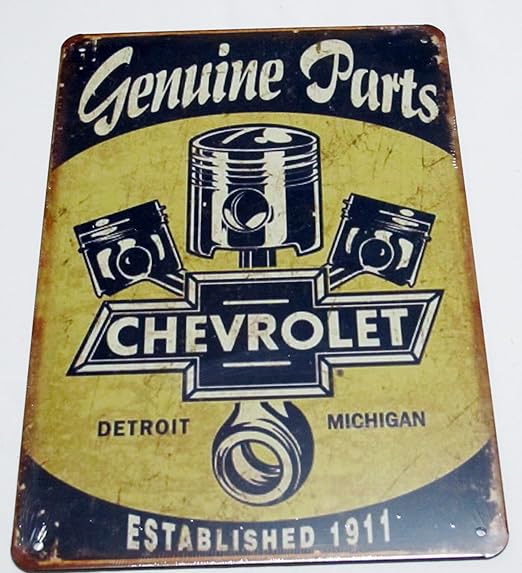 Genuine Parts
CHEVROLET
DETROIT MICHIGAN
ESTABLISHED 1911